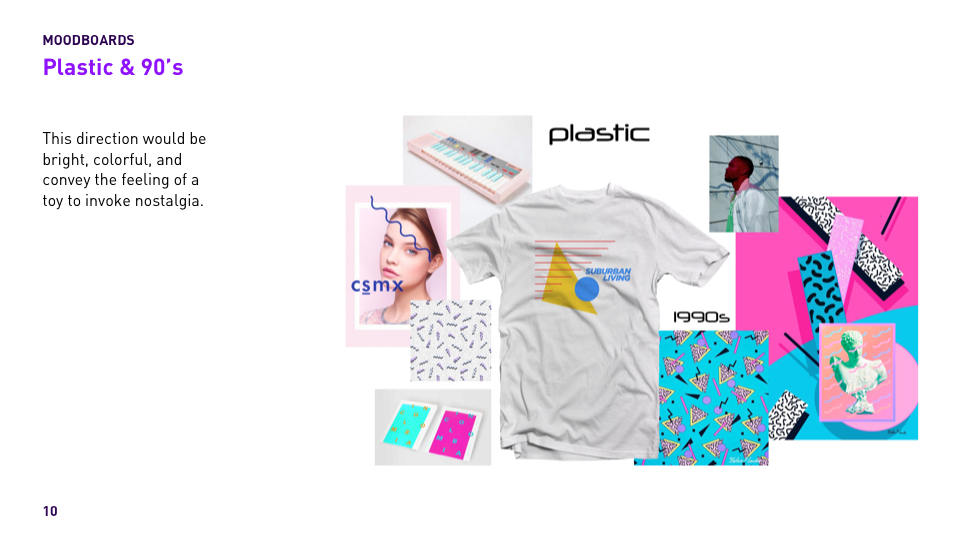 MOODBOARDS
Plastic & 90's
This direction would be
bright, colorful, and
convey the feeling of a
toy to invoke nostalgia.
plastic
csmx
SUBURBAN
LIVING
1990s
10